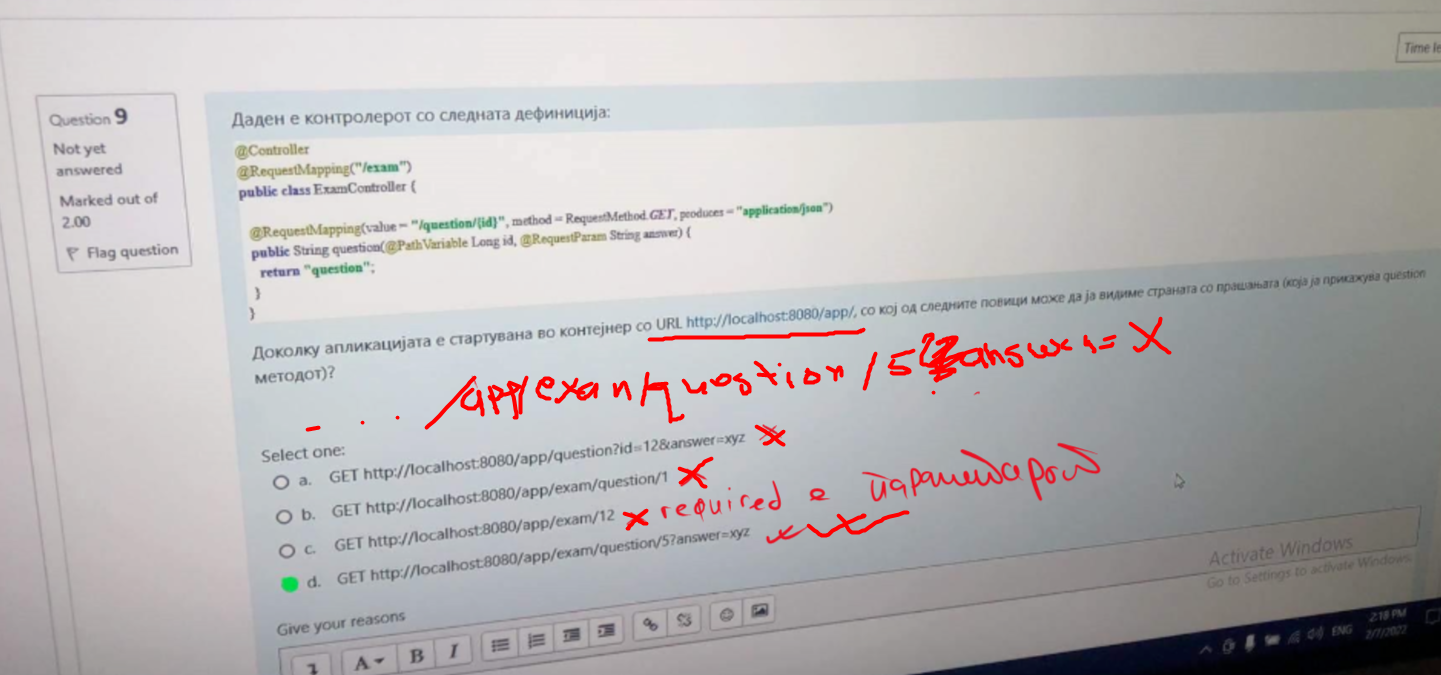 Time le
Question 9
Not yet
answered
Marked out of
2.00
Flag question
Даден е контролерот со следната дефиниција:
@Controller
@RequestMapping("/exam")
public class ExamController {
@RequestMapping(value = "/question/{id}", method = RequestMethod.GET, produces = "application/json")
public String question(@PathVariable Long id, @RequestParam String answer) {
return "question";
}
}
Доколку апликацијата е стартувана во контејнер со URL http://localhost:8080/app/, со кој од следните повици може да ја видиме страната со прашањата (која ја прикажува question
методот)?
/app/exam/question/5?answer=X
Select one:
a. GET http://localhost:8080/app/question?id=12&answer=xyz
b. GET http://localhost:8080/app/exam/question/1
c. GET http://localhost:8080/app/exam/12 required е параметарот
d. GET http://localhost:8080/app/exam/question/5?answer=xyz
Activate Windows
Go to Settings to activate Windows.
Give your reasons
A B I
ENG
2:18 PM
2/7/2022